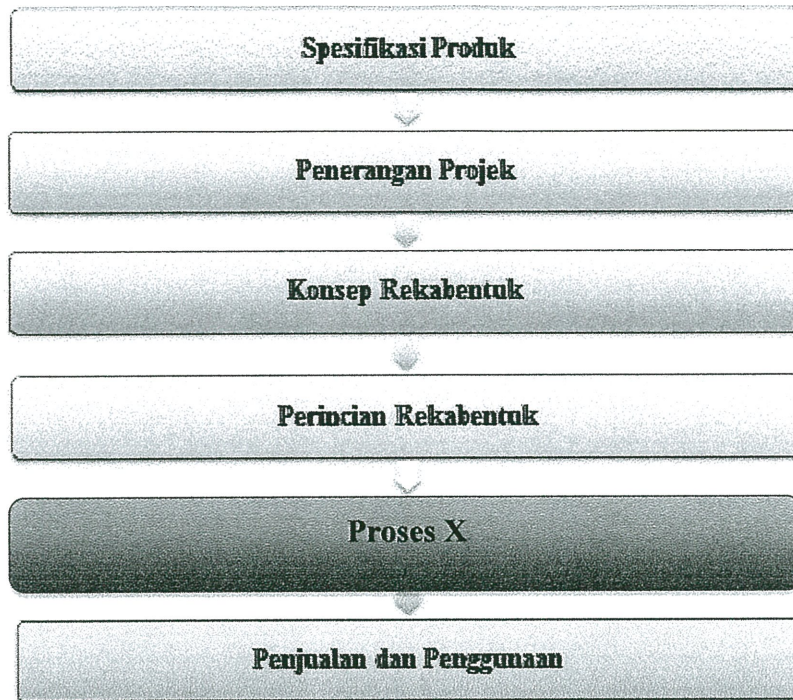 Spesifikasi Produk
Penerangan Projek
Konsep Rekabentuk
Perincian Rekabentuk
Proses X
Penjualan dan Penggunaan